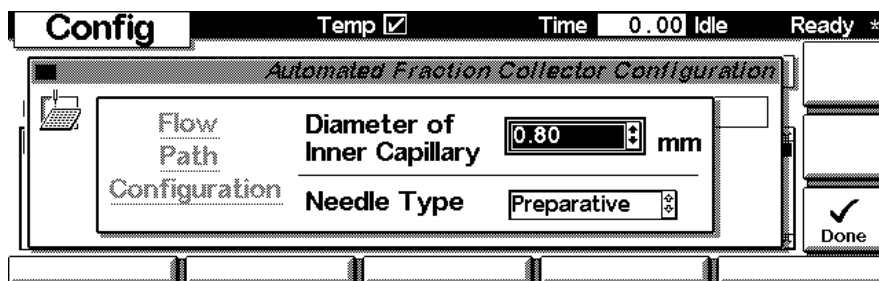 Config Temp ☑ Time 0.00 Idle Ready *
Automated Fraction Collector Configuration
Flow
Path
Configuration
Diameter of
Inner Capillary
0.80 mm
Needle Type Preparative
Done